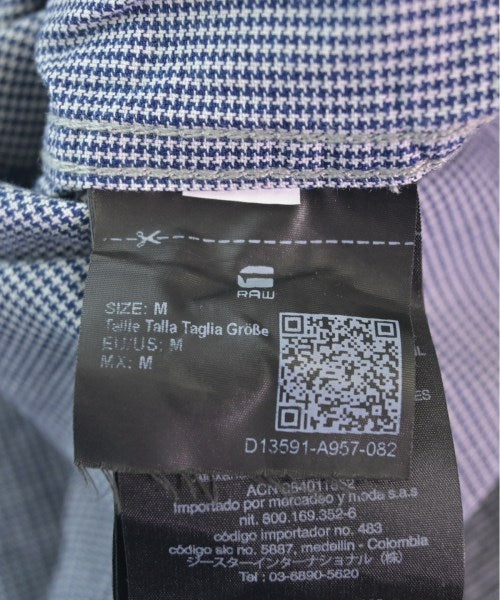 RAW
SIZE: M
Taille Talla Taglia Größe
EU/US: M
MX: M
D13591-A957-082
Importado por mercadeo y moda s.a.s
nit. 800.169.352-6
código importador no. 483
código sic no. 5887, medellin - Colombia
ジースターインターナショナル (株)
Tel : 03-6890-5620